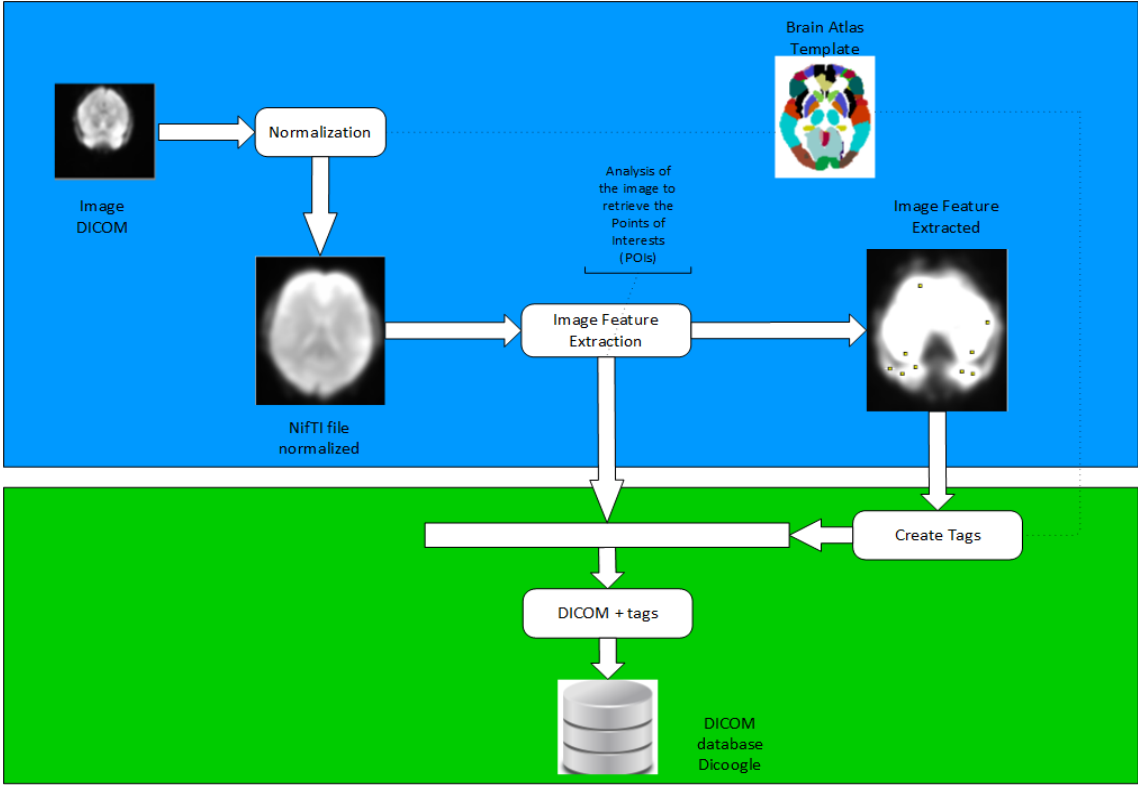 Brain Atlas
Template
Normalization
Image
DICOM
Analysis of
the image to
retrieve the
Points of
Interests
(POIs)
Image Feature
Extracted
Image Feature
Extraction
NifTI file
normalized
Create Tags
DICOM + tags
DICOM
database
Dicoogle